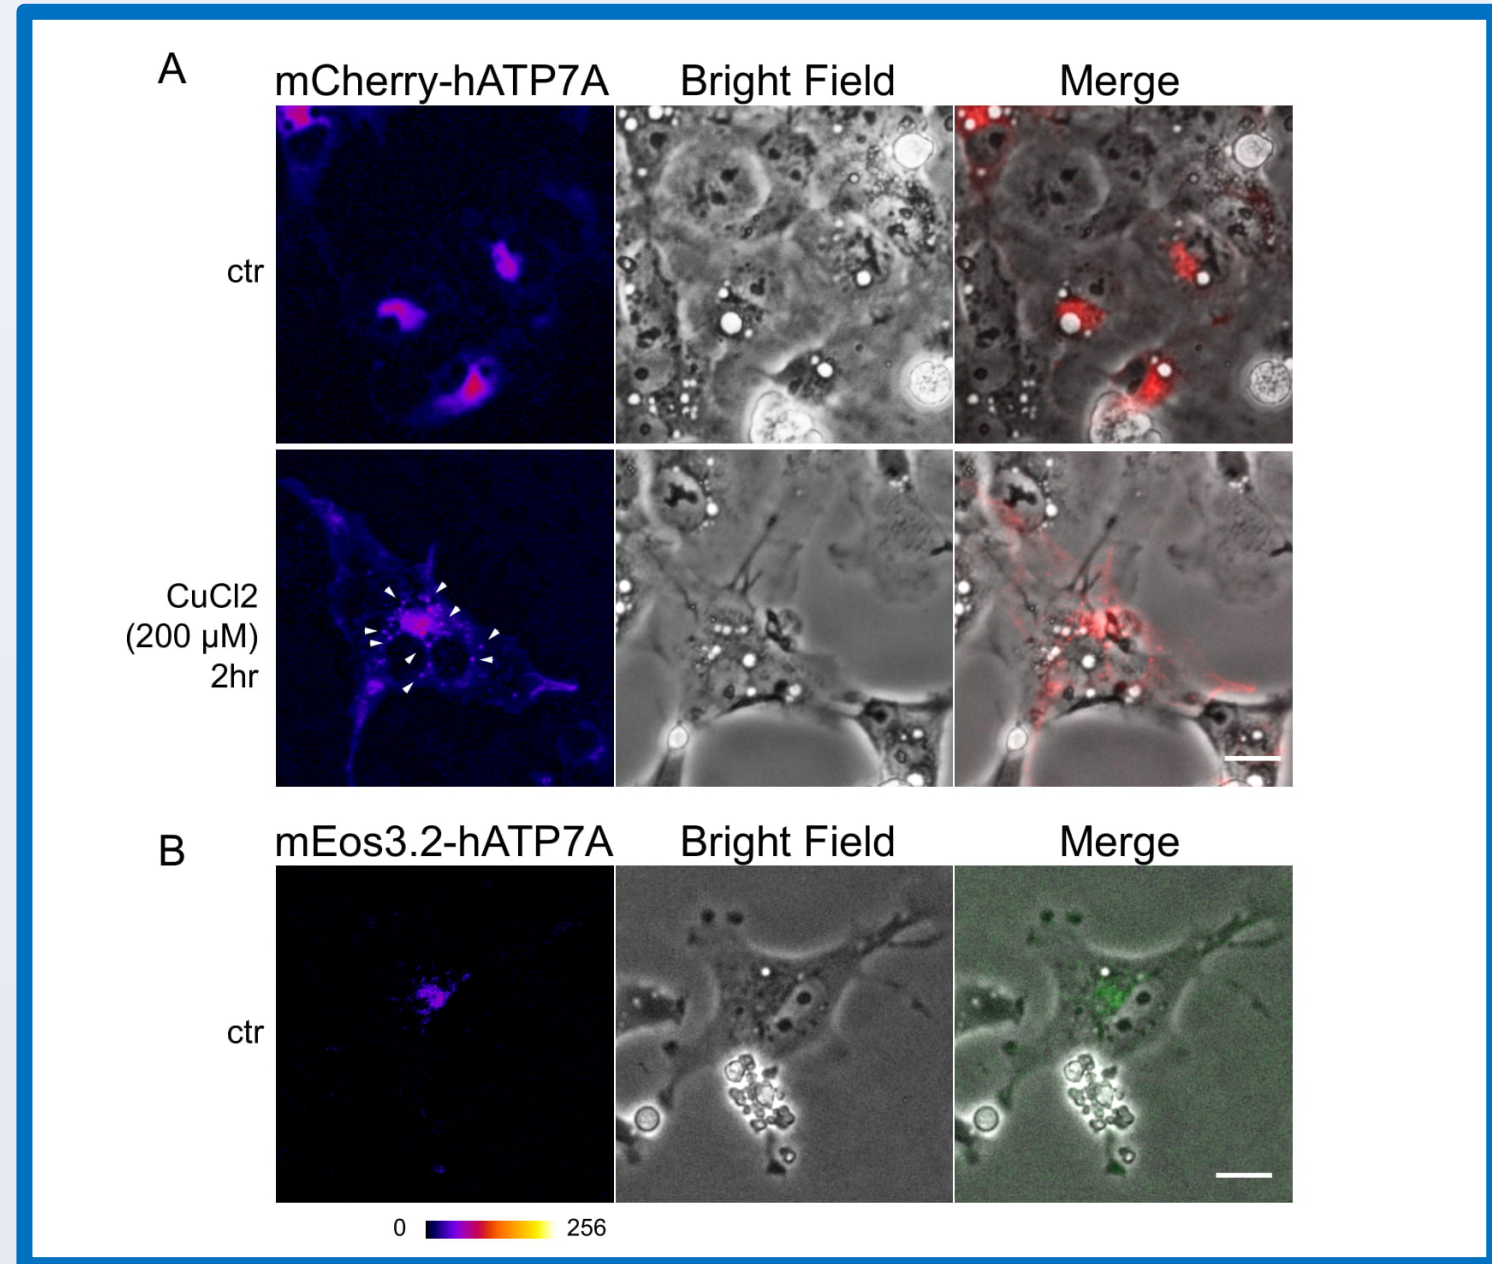 A
mCherry-hATP7A Bright Field Merge
ctr
CuCl2
(200 µM)
2hr
B
mEos3.2-hATP7A Bright Field Merge
ctr
0 256